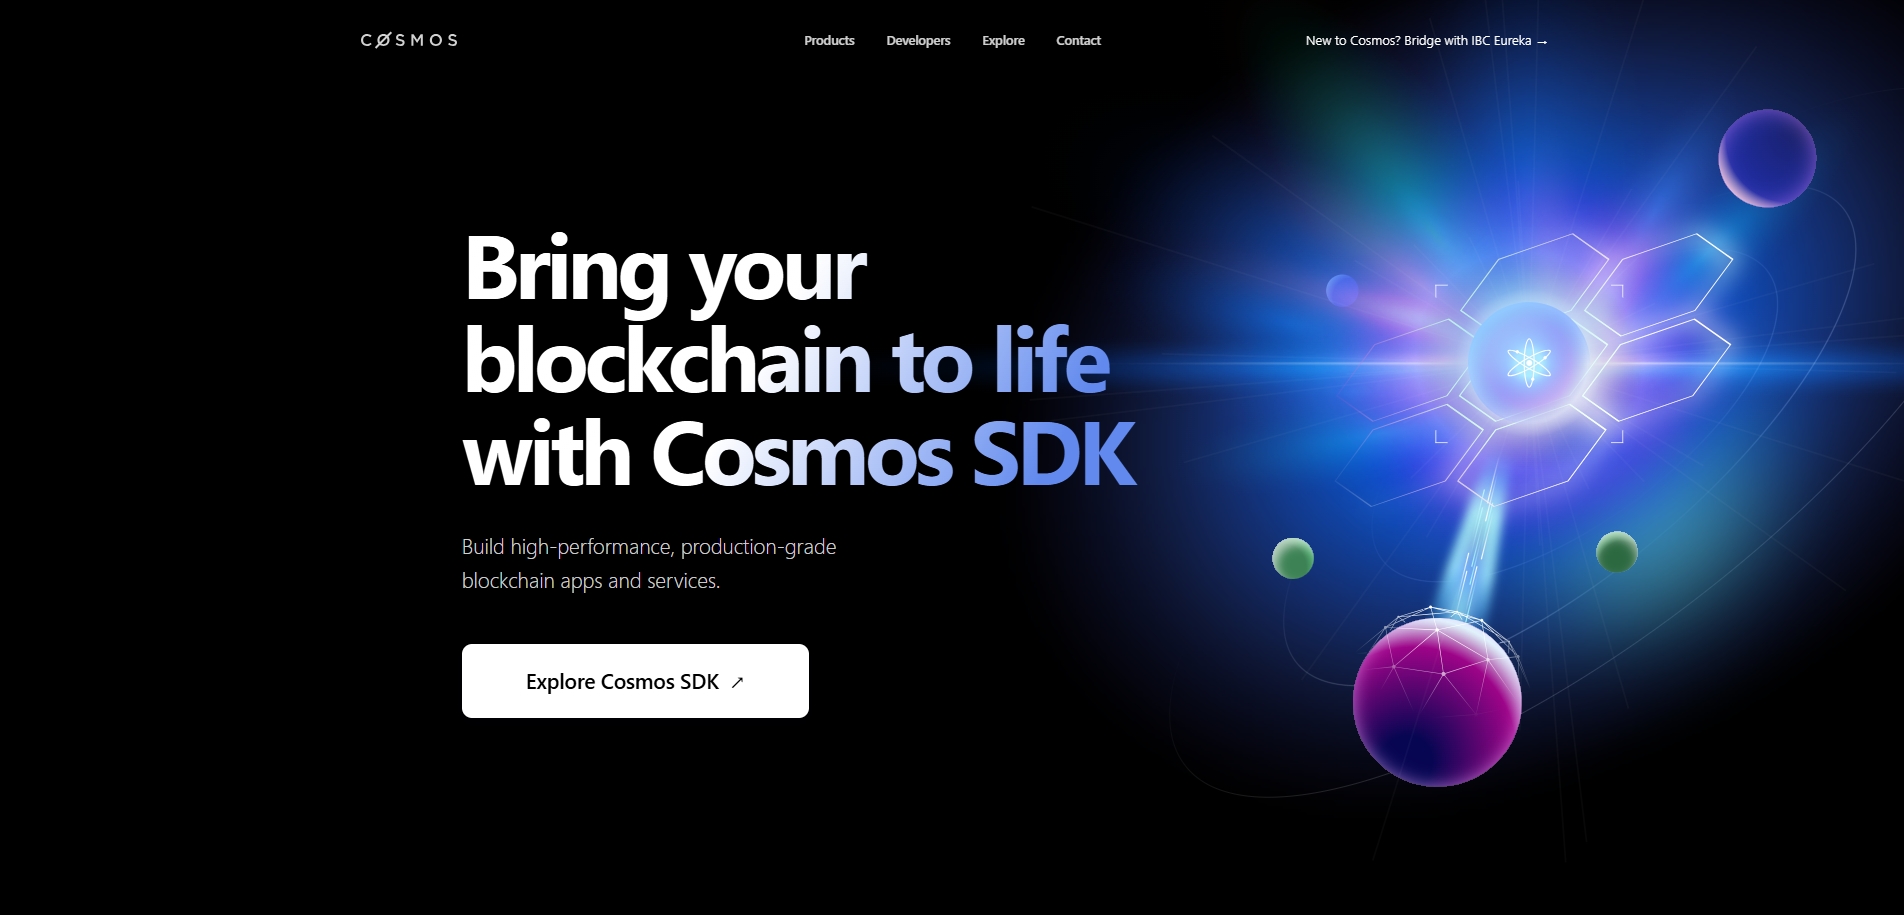 CØSMOS
Products
Developers
Explore
Contact
New to Cosmos? Bridge with IBC Eureka →
Bring your
blockchain to life
with Cosmos SDK
Build high-performance, production-grade
blockchain apps and services.
Explore Cosmos SDK ↗